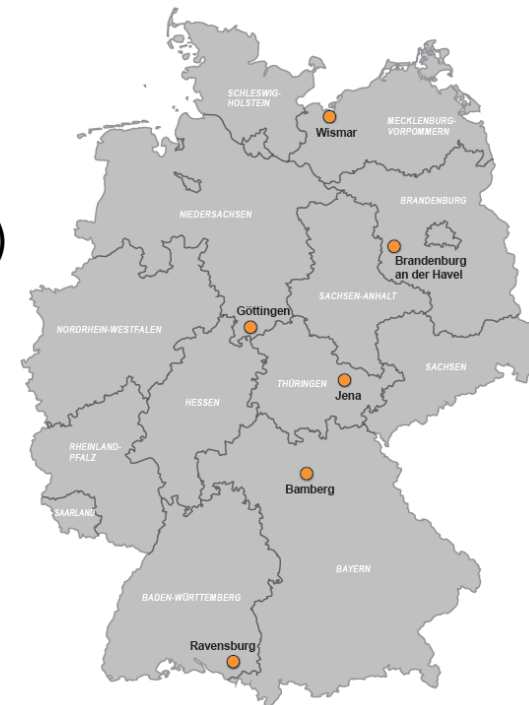 SCHLESWIG-
HOLSTEIN
MECKLENBURG-
VORPOMMERN
Wismar
BRANDENBURG
NIEDERSACHSEN
)
Brandenburg
an der Havel
SACHSEN-ANHALT
Göttingen
NORDRHEIN-WESTFALEN
SACHSEN
THÜRINGEN
Jena
HESSEN
RHEINLAND-
PFALZ
Bamberg
SAARLAND
BAYERN
BADEN-WÜRTTEMBERG
Ravensburg